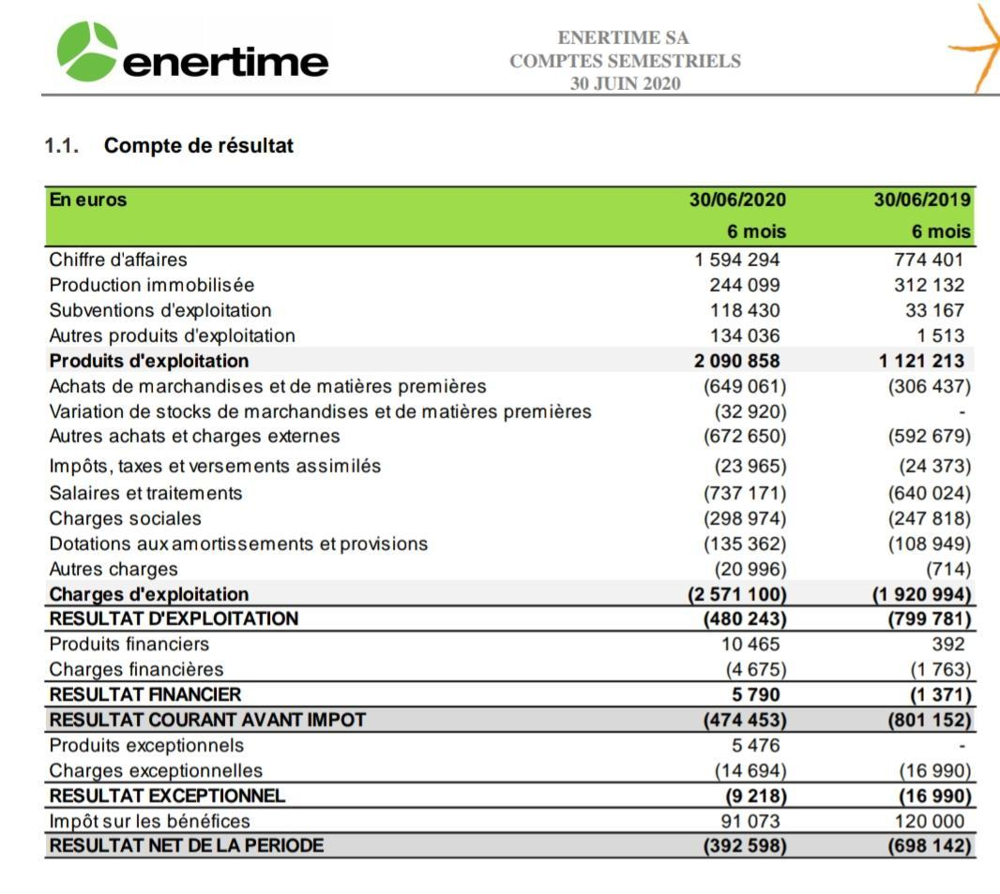 enertime
ENERTIME SA
COMPTES SEMESTRIELS
30 JUIN 2020
1.1. Compte de résultat
En euros 30/06/2020 30/06/2019
6 mois 6 mois
Chiffre d'affaires 1 594 294 774 401
Production immobilisée 244 099 312 132
Subventions d'exploitation 118 430 33 167
Autres produits d'exploitation 134 036 1 513
Produits d'exploitation 2 090 858 1 121 213
Achats de marchandises et de matières premières (649 061) (306 437)
Variation de stocks de marchandises et de matières premières (32 920) -
Autres achats et charges externes (672 650) (592 679)
Impôts, taxes et versements assimilés (23 965) (24 373)
Salaires et traitements (737 171) (640 024)
Charges sociales (298 974) (247 818)
Dotations aux amortissements et provisions (135 362) (108 949)
Autres charges (20 996) (714)
Charges d'exploitation (2 571 100) (1 920 994)
RESULTAT D'EXPLOITATION (480 243) (799 781)
Produits financiers 10 465 392
Charges financières (4 675) (1 763)
RESULTAT FINANCIER 5 790 (1 371)
RESULTAT COURANT AVANT IMPOT (474 453) (801 152)
Produits exceptionnels 5 476 -
Charges exceptionnelles (14 694) (16 990)
RESULTAT EXCEPTIONNEL (9 218) (16 990)
Impôt sur les bénéfices 91 073 120 000
RESULTAT NET DE LA PERIODE (392 598) (698 142)